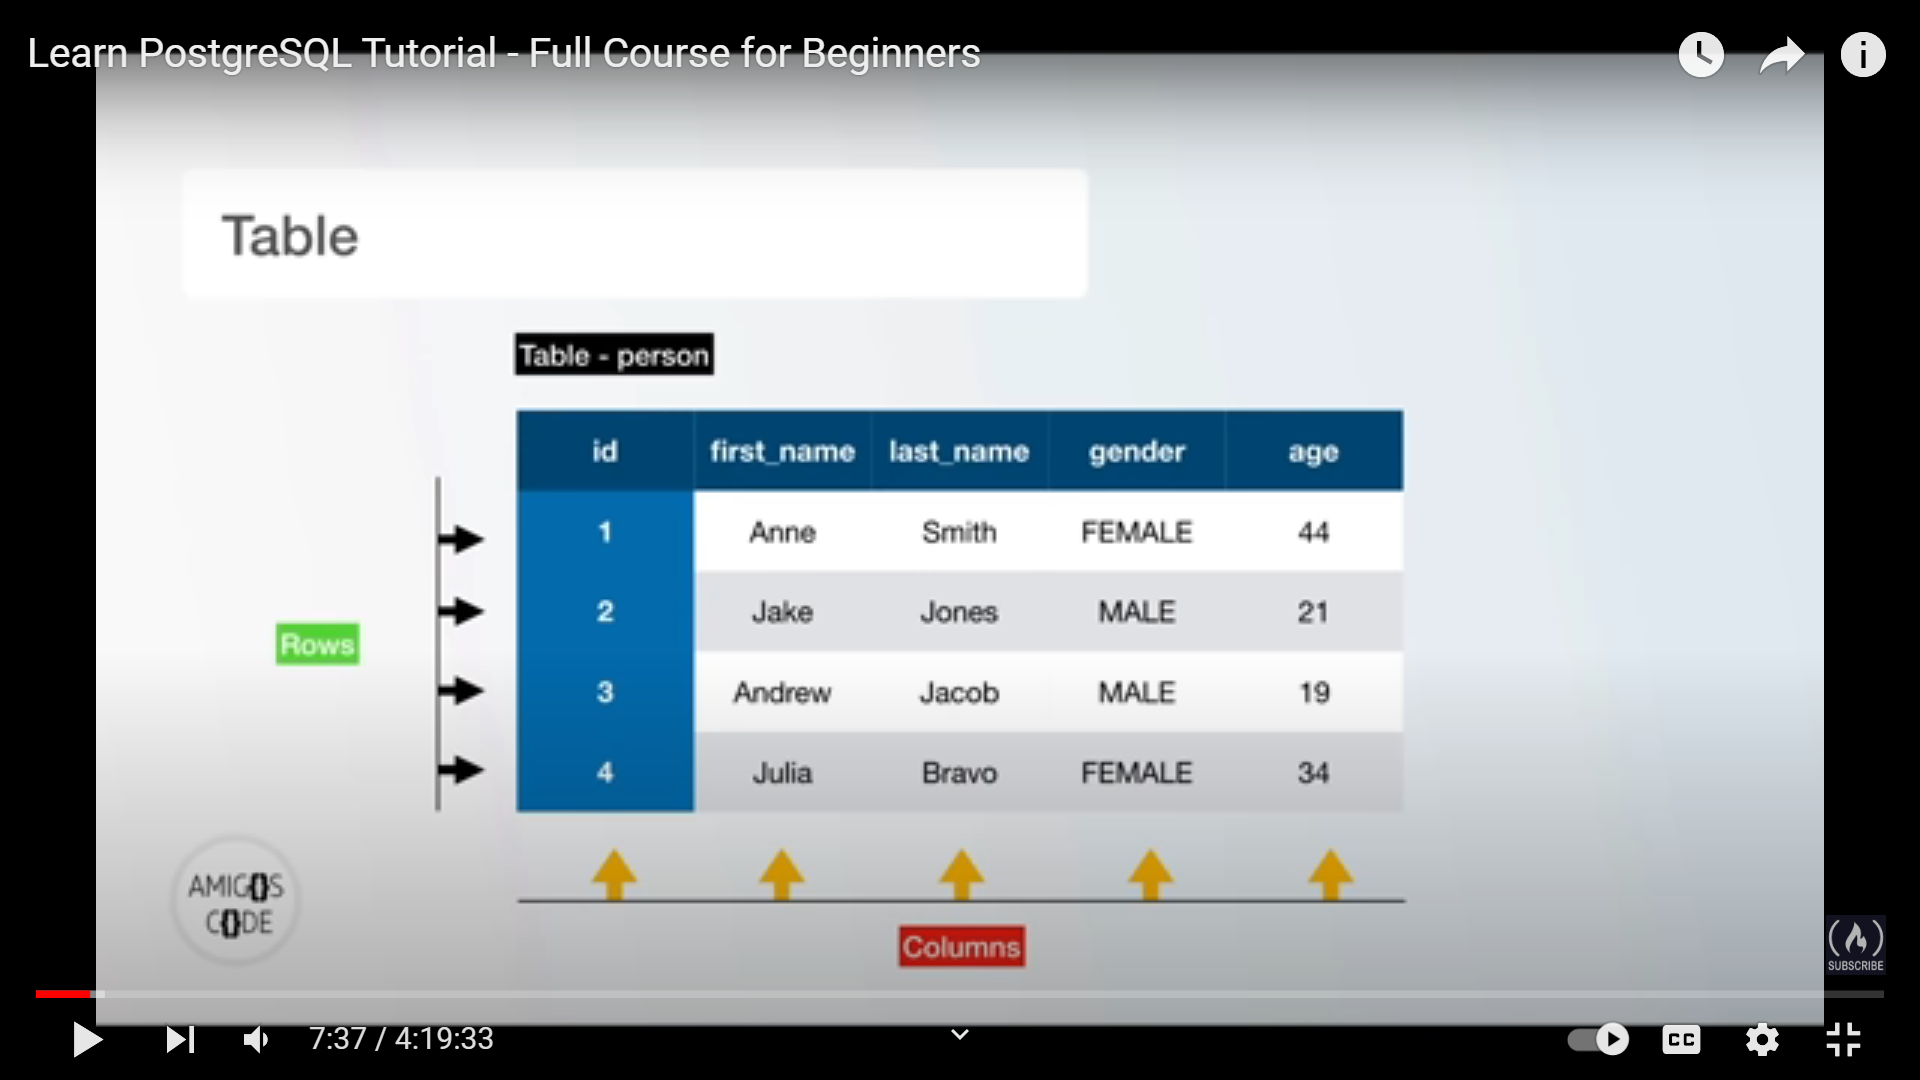 Learn PostgreSQL Tutorial - Full Course for Beginners
Table
Table - person
id first_name last_name gender age
1 Anne Smith FEMALE 44
2 Jake Jones MALE 21
Rows
3 Andrew Jacob MALE 19
4 Julia Bravo FEMALE 34
AMIG{}S
C{}DE
Columns
SUBSCRIBE
7:37 / 4:19:33
CC